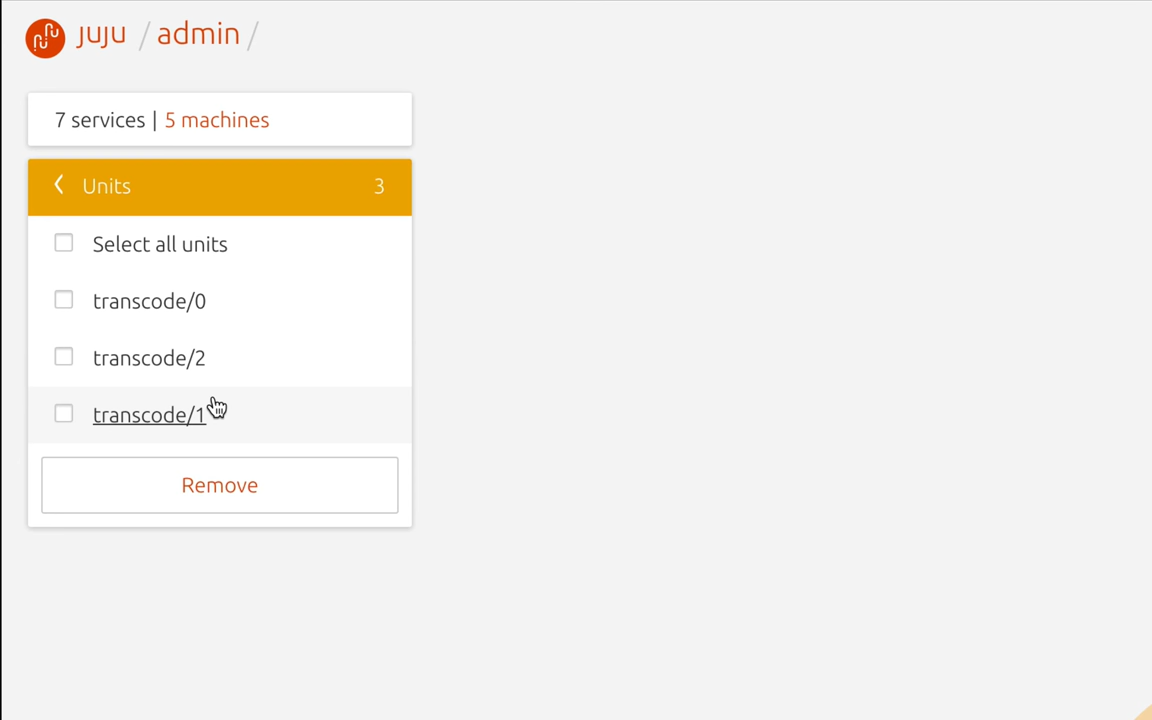 juju / admin /
7 services | 5 machines
Units 3
Select all units
transcode/0
transcode/2
transcode/1
Remove